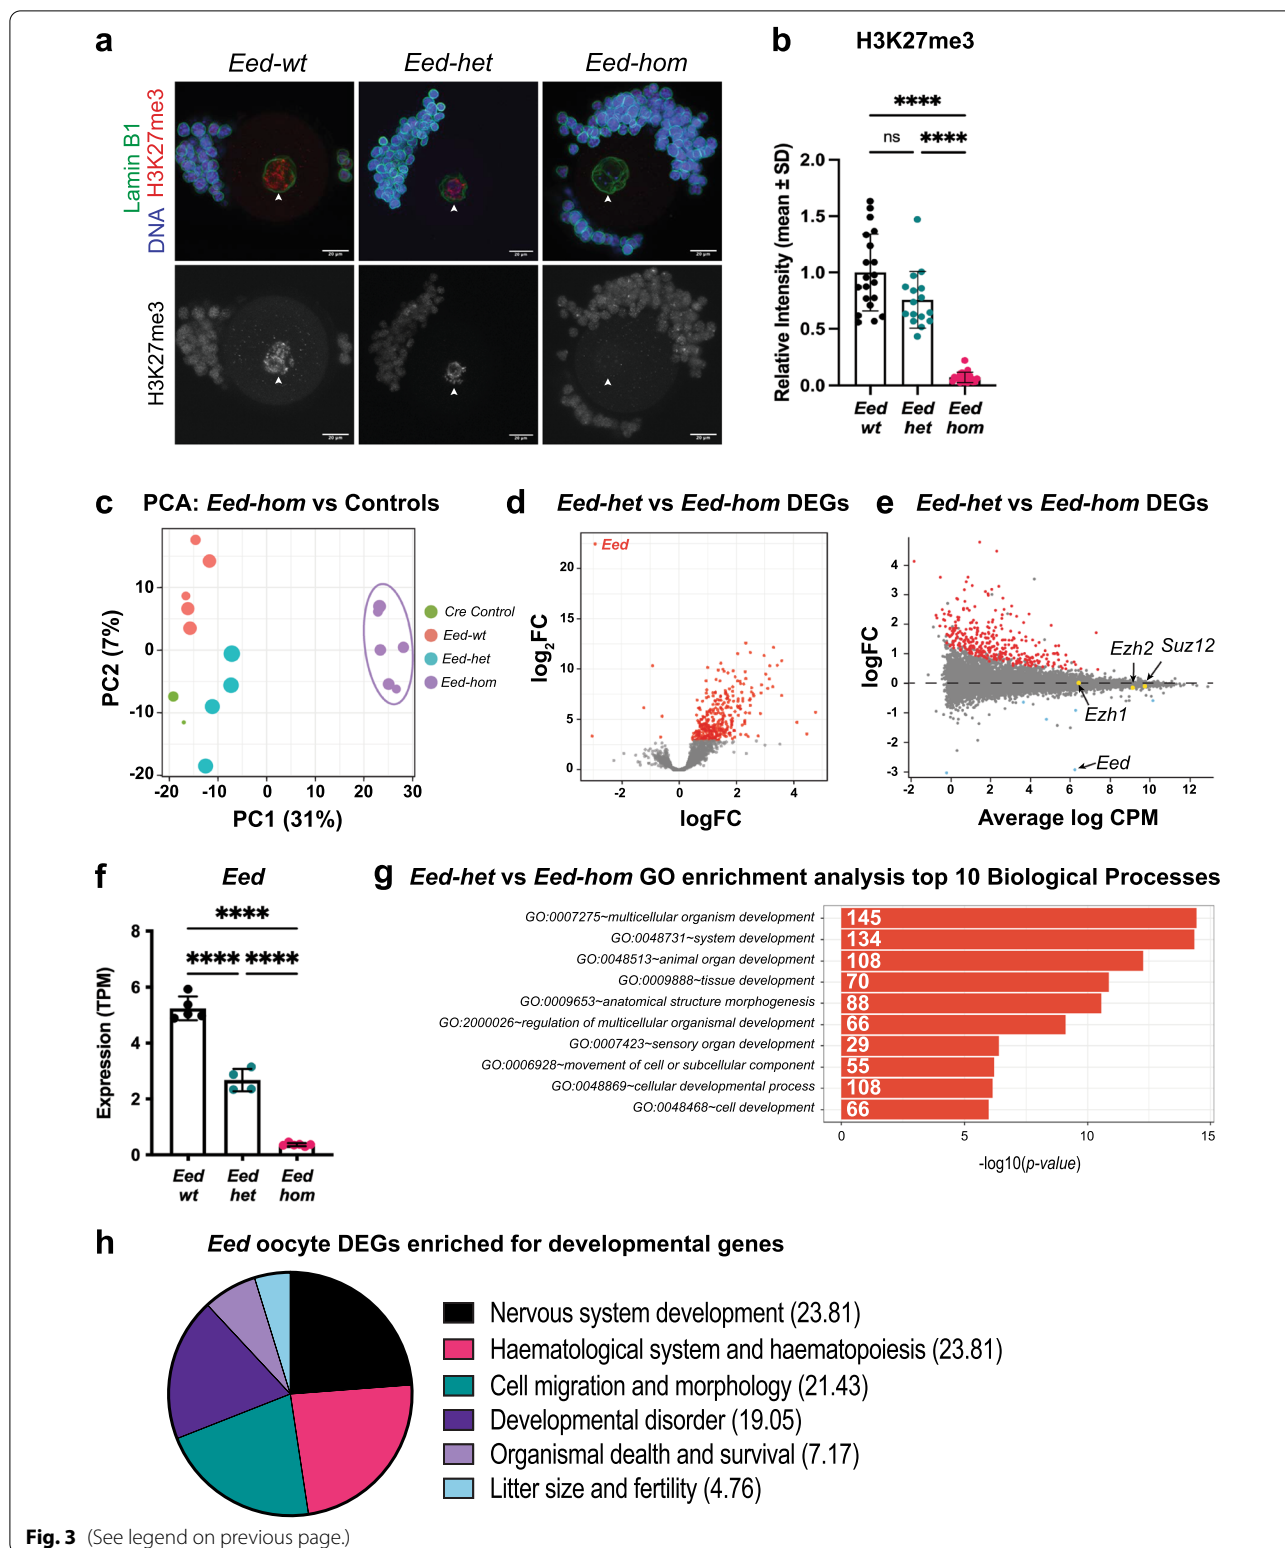 a
Eed-wt
Eed-het
Eed-hom
DNA H3K27me3
Lamin B1
H3K27me3
20 µm
20 µm
20 µm
20 µm
20 µm
20 µm
b
H3K27me3
****
ns
****
Relative Intensity (mean ± SD)
2.0
1.5
1.0
0.5
0.0
Eed
wt
Eed
het
Eed
hom
c
PCA: Eed-hom vs Controls
PC2 (7%)
10
0
-10
-20
-20
-10
0
10
20
30
PC1 (31%)
Cre Control
Eed-wt
Eed-het
Eed-hom
d
Eed-het vs Eed-hom DEGs
Eed
log2FC
20
15
10
5
0
-2
0
2
4
logFC
e
Eed-het vs Eed-hom DEGs
logFC
4
3
2
1
0
-1
-2
-3
Ezh2
Suz12
Ezh1
Eed
-2
0
2
4
6
8
10
12
Average log CPM
f
Eed
****
****
****
Expression (TPM)
8
6
4
2
0
Eed
wt
Eed
het
Eed
hom
g
Eed-het vs Eed-hom GO enrichment analysis top 10 Biological Processes
GO:0007275~multicellular organism development 145
GO:0048731~system development 134
GO:0048513~animal organ development 108
GO:0009888~tissue development 70
GO:0009653~anatomical structure morphogenesis 88
GO:2000026~regulation of multicellular organismal development 66
GO:0007423~sensory organ development 29
GO:0006928~movement of cell or subcellular component 55
GO:0048869~cellular developmental process 108
GO:0048468~cell development 66
0
5
10
15
-log10(p-value)
h
Eed oocyte DEGs enriched for developmental genes
Nervous system development (23.81)
Haematological system and haematopoiesis (23.81)
Cell migration and morphology (21.43)
Developmental disorder (19.05)
Organismal dealth and survival (7.17)
Litter size and fertility (4.76)
Fig. 3 (See legend on previous page.)